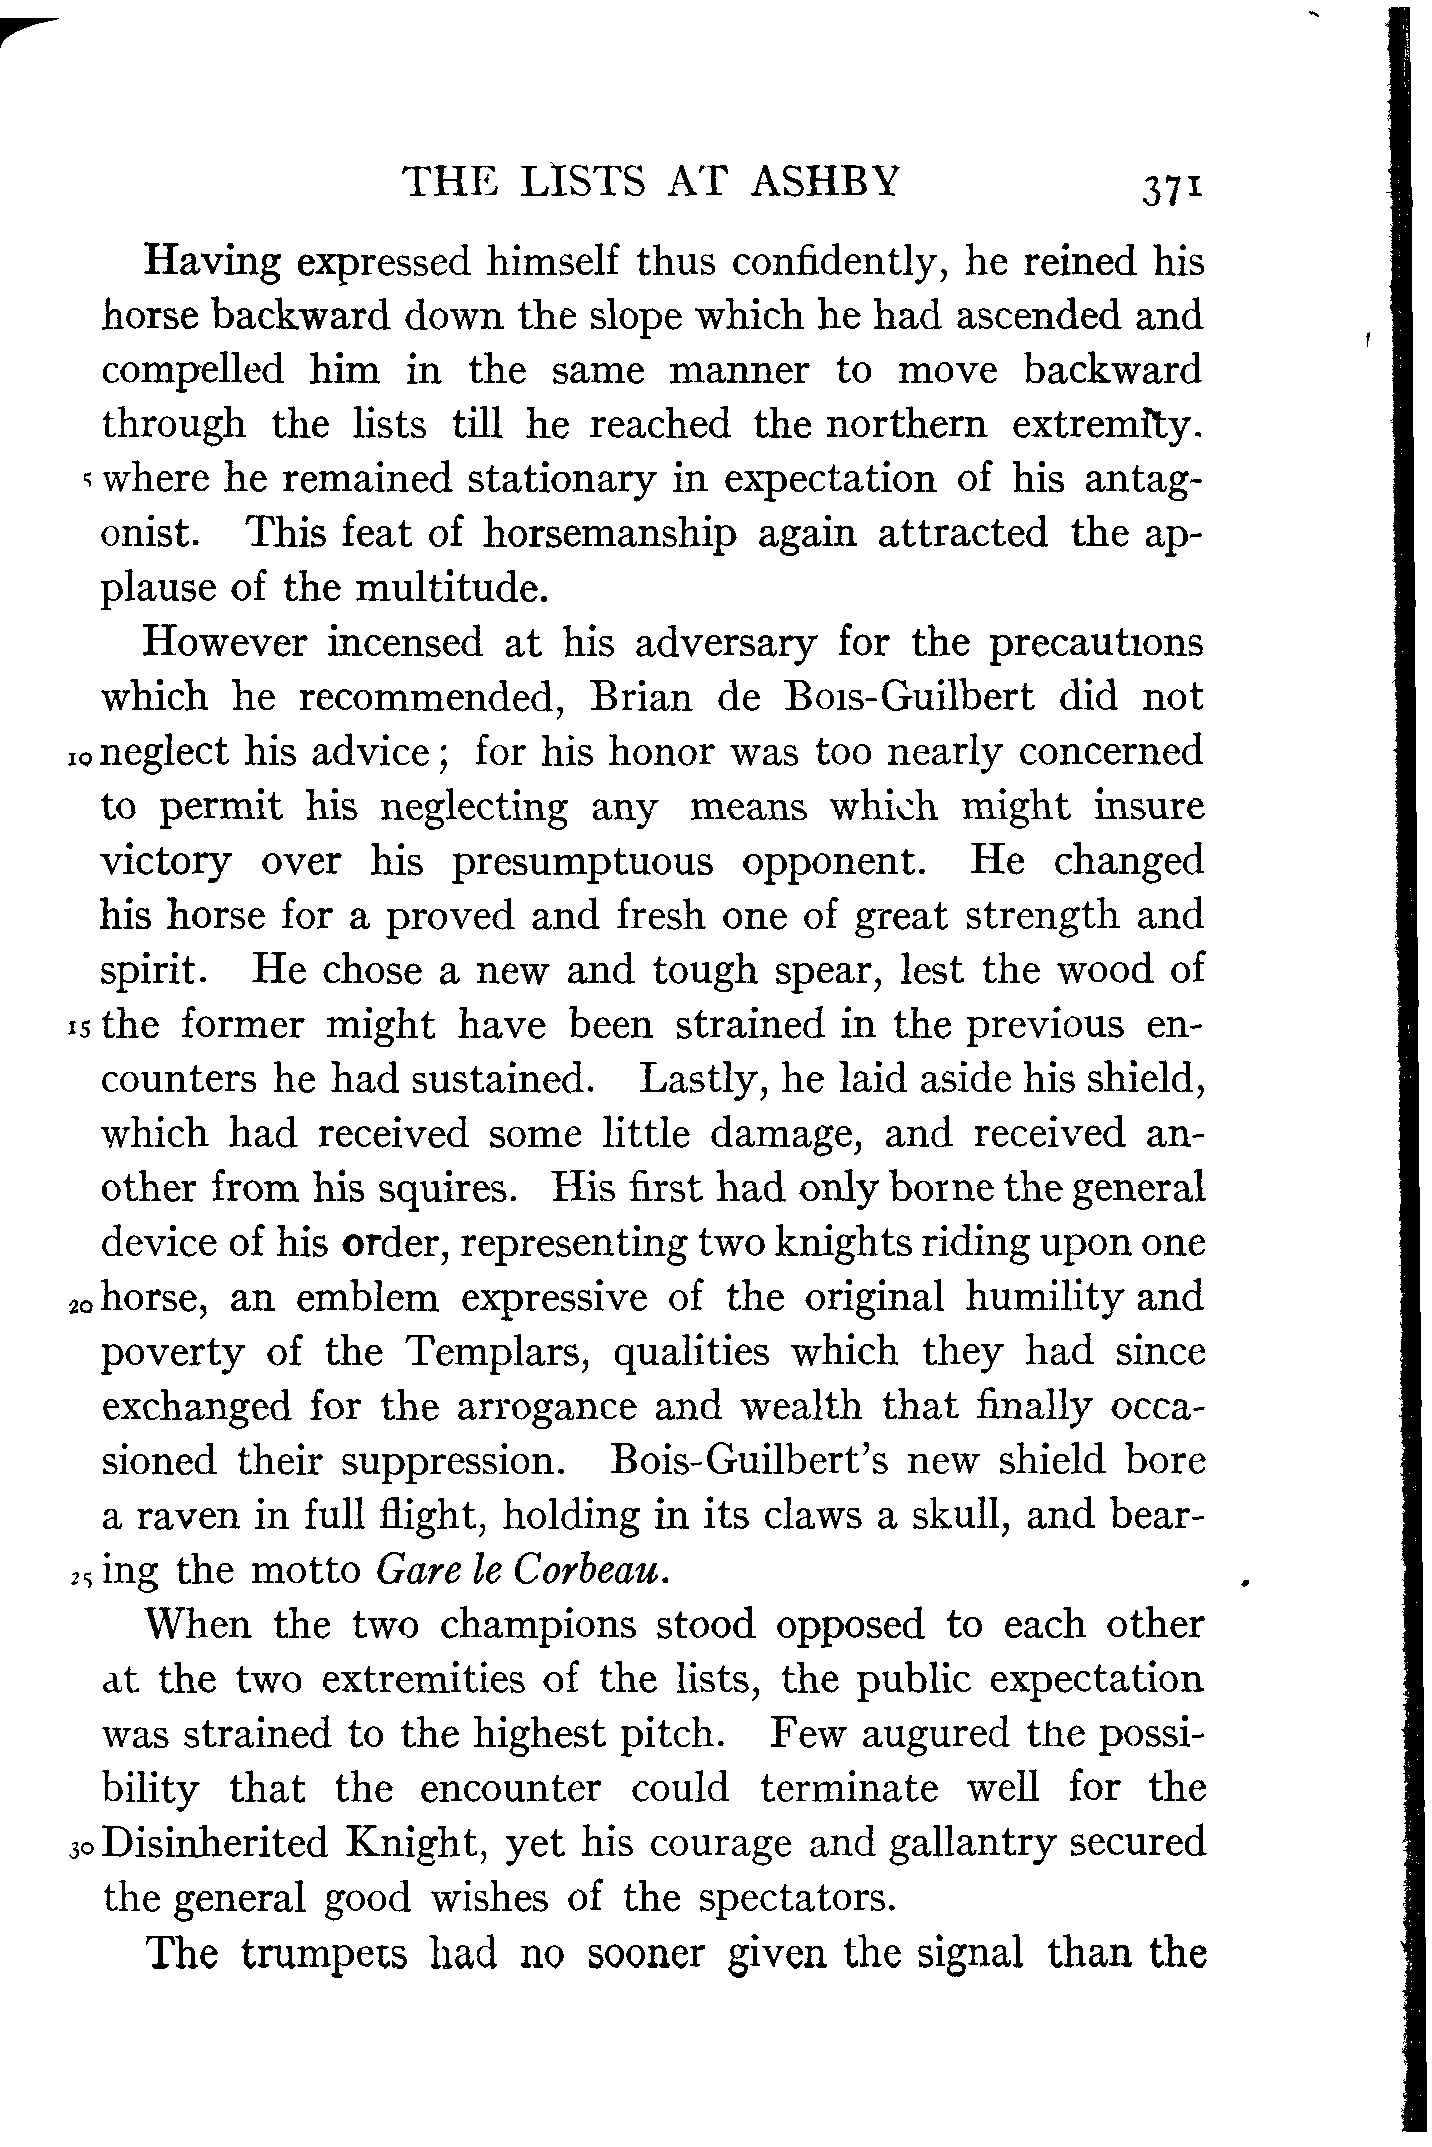 THE LISTS AT ASHBY 371
Having expressed himself thus confidently, he reined his
horse backward down the slope which he had ascended and
compelled him in the same manner to move backward
through the lists till he reached the northern extremity.
5 where he remained stationary in expectation of his antag-
onist. This feat of horsemanship again attracted the ap-
plause of the multitude.
However incensed at his adversary for the precautions
which he recommended, Brian de Bois-Guilbert did not
10 neglect his advice; for his honor was too nearly concerned
to permit his neglecting any means which might insure
victory over his presumptuous opponent. He changed
his horse for a proved and fresh one of great strength and
spirit. He chose a new and tough spear, lest the wood of
15 the former might have been strained in the previous en-
counters he had sustained. Lastly, he laid aside his shield,
which had received some little damage, and received an-
other from his squires. His first had only borne the general
device of his order, representing two knights riding upon one
20 horse, an emblem expressive of the original humility and
poverty of the Templars, qualities which they had since
exchanged for the arrogance and wealth that finally occa-
sioned their suppression. Bois-Guilbert's new shield bore
a raven in full flight, holding in its claws a skull, and bear-
25 ing the motto Gare le Corbeau.
When the two champions stood opposed to each other
at the two extremities of the lists, the public expectation
was strained to the highest pitch. Few augured the possi-
bility that the encounter could terminate well for the
30 Disinherited Knight, yet his courage and gallantry secured
the general good wishes of the spectators.
The trumpets had no sooner given the signal than the